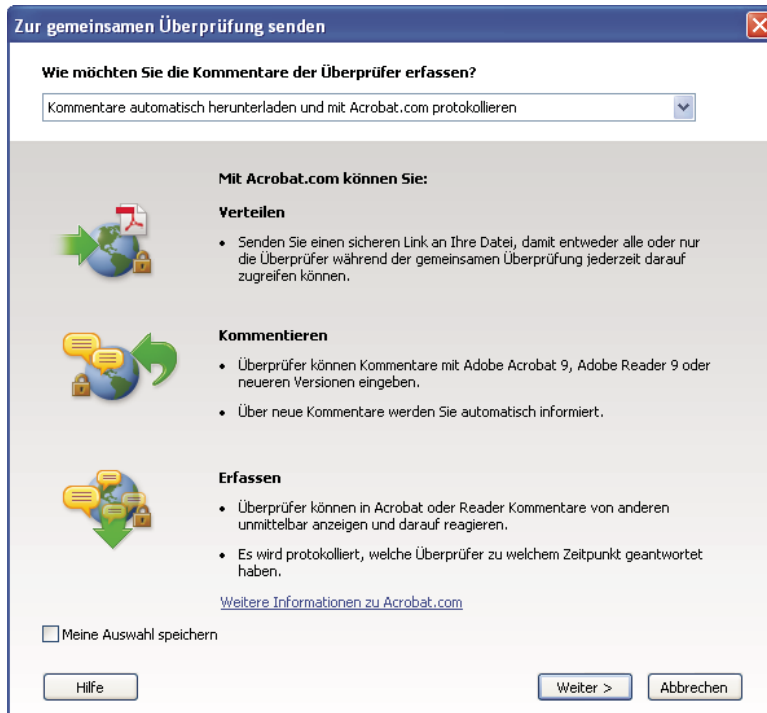 Zur gemeinsamen Überprüfung senden
Wie möchten Sie die Kommentare der Überprüfer erfassen?
Kommentare automatisch herunterladen und mit Acrobat.com protokollieren
Mit Acrobat.com können Sie:
Verteilen
• Senden Sie einen sicheren Link an Ihre Datei, damit entweder alle oder nur
die Überprüfer während der gemeinsamen Überprüfung jederzeit darauf
zugreifen können.
Kommentieren
• Überprüfer können Kommentare mit Adobe Acrobat 9, Adobe Reader 9 oder
neueren Versionen eingeben.
• Über neue Kommentare werden Sie automatisch informiert.
Erfassen
• Überprüfer können in Acrobat oder Reader Kommentare von anderen
unmittelbar anzeigen und darauf reagieren.
• Es wird protokolliert, welche Überprüfer zu welchem Zeitpunkt geantwortet
haben.
Weitere Informationen zu Acrobat.com
Meine Auswahl speichern
Hilfe
Weiter >
Abbrechen